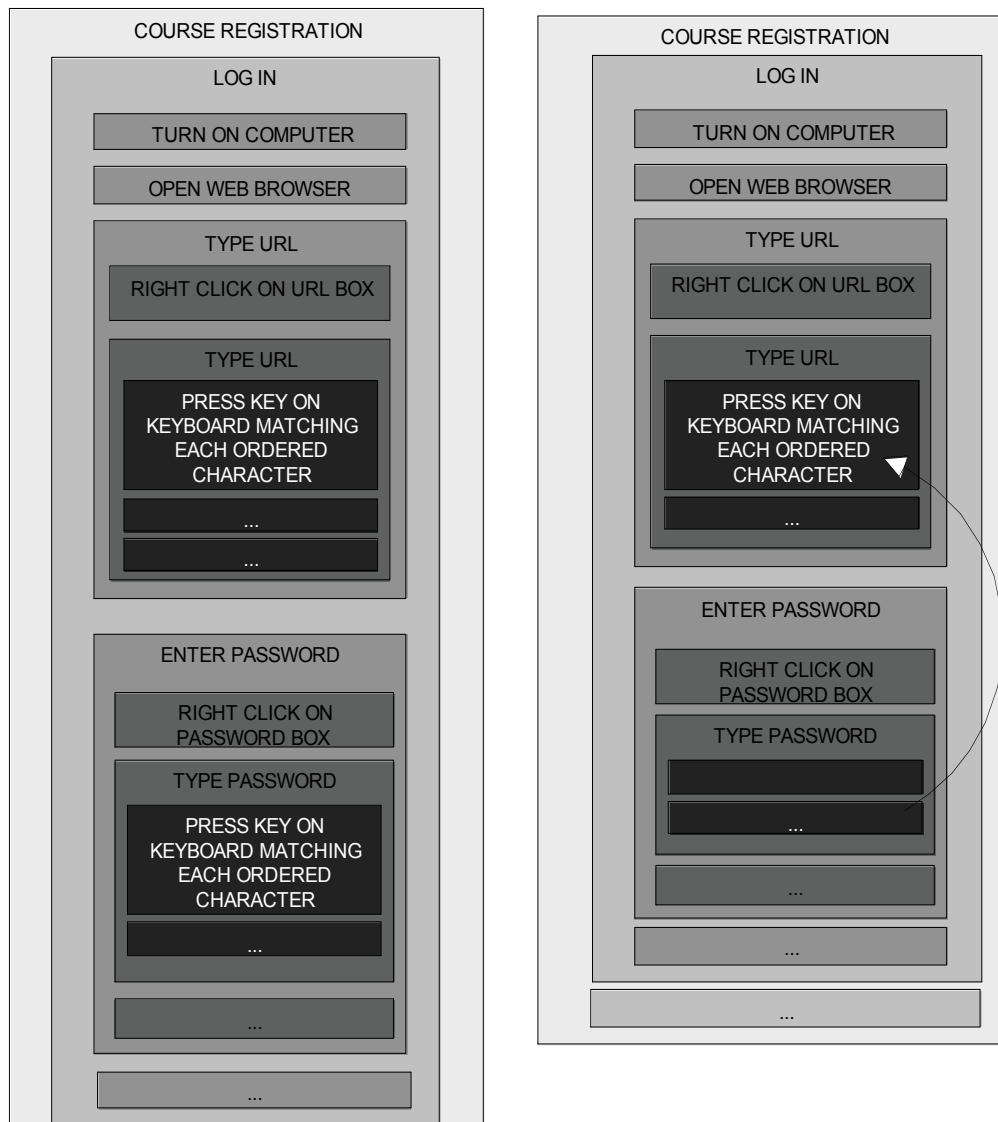 COURSE REGISTRATION
LOG IN
TURN ON COMPUTER
OPEN WEB BROWSER
TYPE URL
RIGHT CLICK ON URL BOX
TYPE URL
PRESS KEY ON
KEYBOARD MATCHING
EACH ORDERED
CHARACTER
...
...
ENTER PASSWORD
RIGHT CLICK ON
PASSWORD BOX
TYPE PASSWORD
PRESS KEY ON
KEYBOARD MATCHING
EACH ORDERED
CHARACTER
...
...
...
COURSE REGISTRATION
LOG IN
TURN ON COMPUTER
OPEN WEB BROWSER
TYPE URL
RIGHT CLICK ON URL BOX
TYPE URL
PRESS KEY ON
KEYBOARD MATCHING
EACH ORDERED
CHARACTER
...
ENTER PASSWORD
RIGHT CLICK ON
PASSWORD BOX
TYPE PASSWORD
...
...
...
...